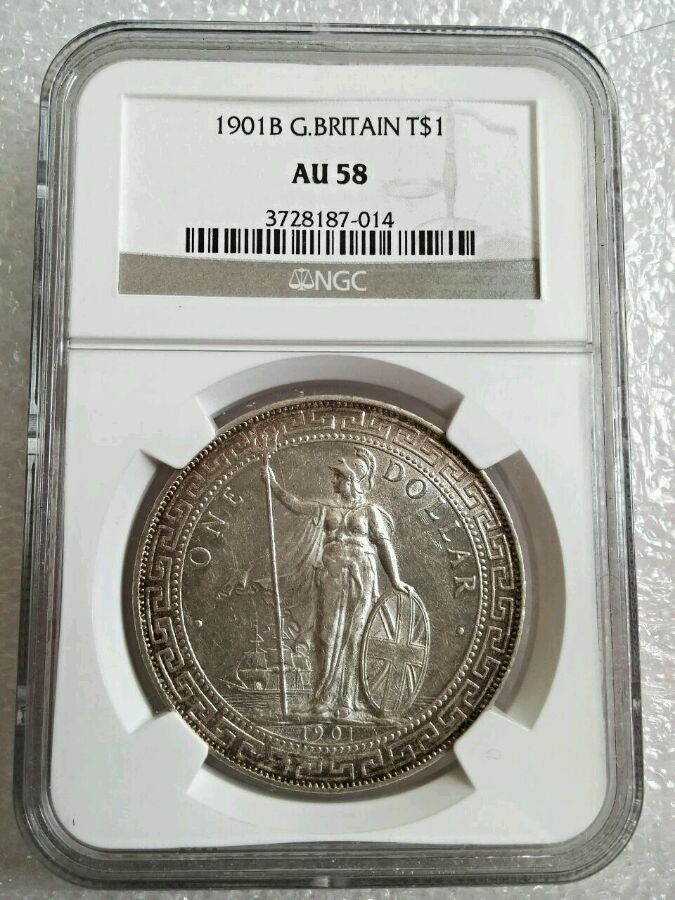 1901B G.BRITAIN T$1
AU 58
3728187-014
NGC
ONE DOLLAR
1901